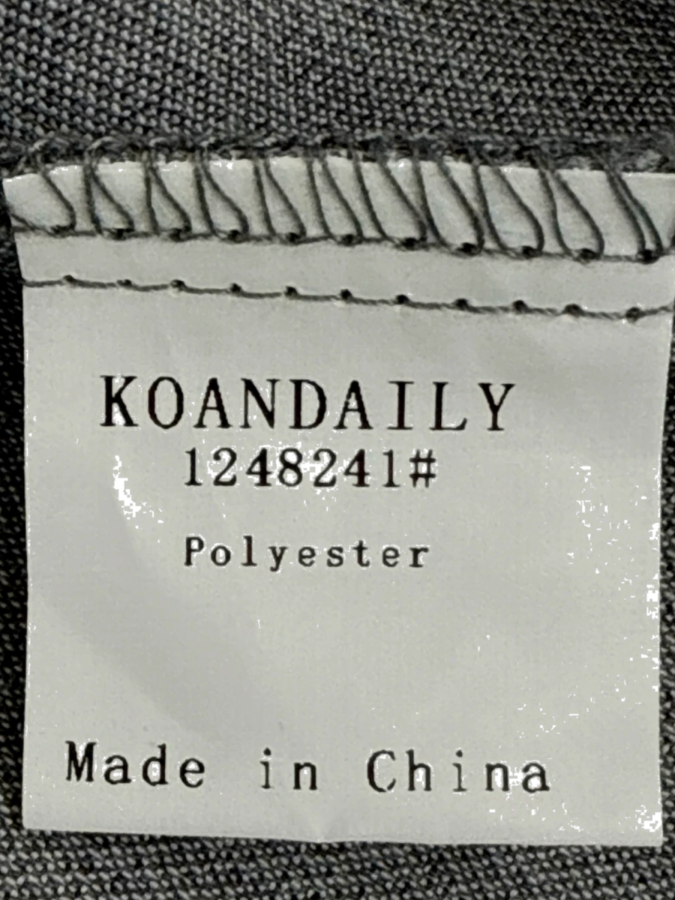 KOANDAILY
1248241#
Polyester
Made in China